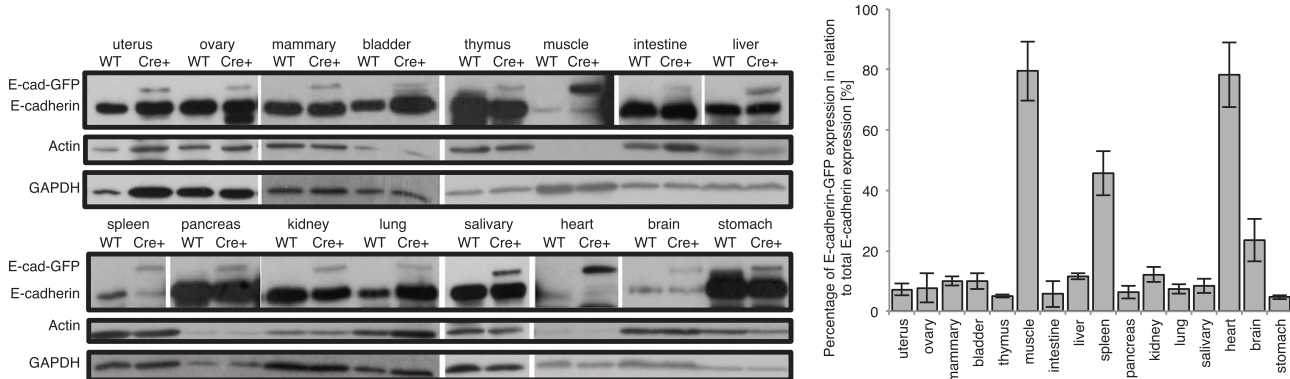 uterus ovary mammary bladder thymus muscle intestine liver
WT Cre+ WT Cre+ WT Cre+ WT Cre+ WT Cre+ WT Cre+ WT Cre+ WT Cre+
E-cad-GFP
E-cadherin
Actin
GAPDH
spleen pancreas kidney lung salivary heart brain stomach
WT Cre+ WT Cre+ WT Cre+ WT Cre+ WT Cre+ WT Cre+ WT Cre+ WT Cre+
E-cad-GFP
E-cadherin
Actin
GAPDH
Percentage of E-cadherin-GFP expression in relation
to total E-cadherin expression [%]
100
80
60
40
20
0
uterus
ovary
mammary
bladder
thymus
muscle
intestine
liver
spleen
pancreas
kidney
lung
salivary
heart
brain
stomach